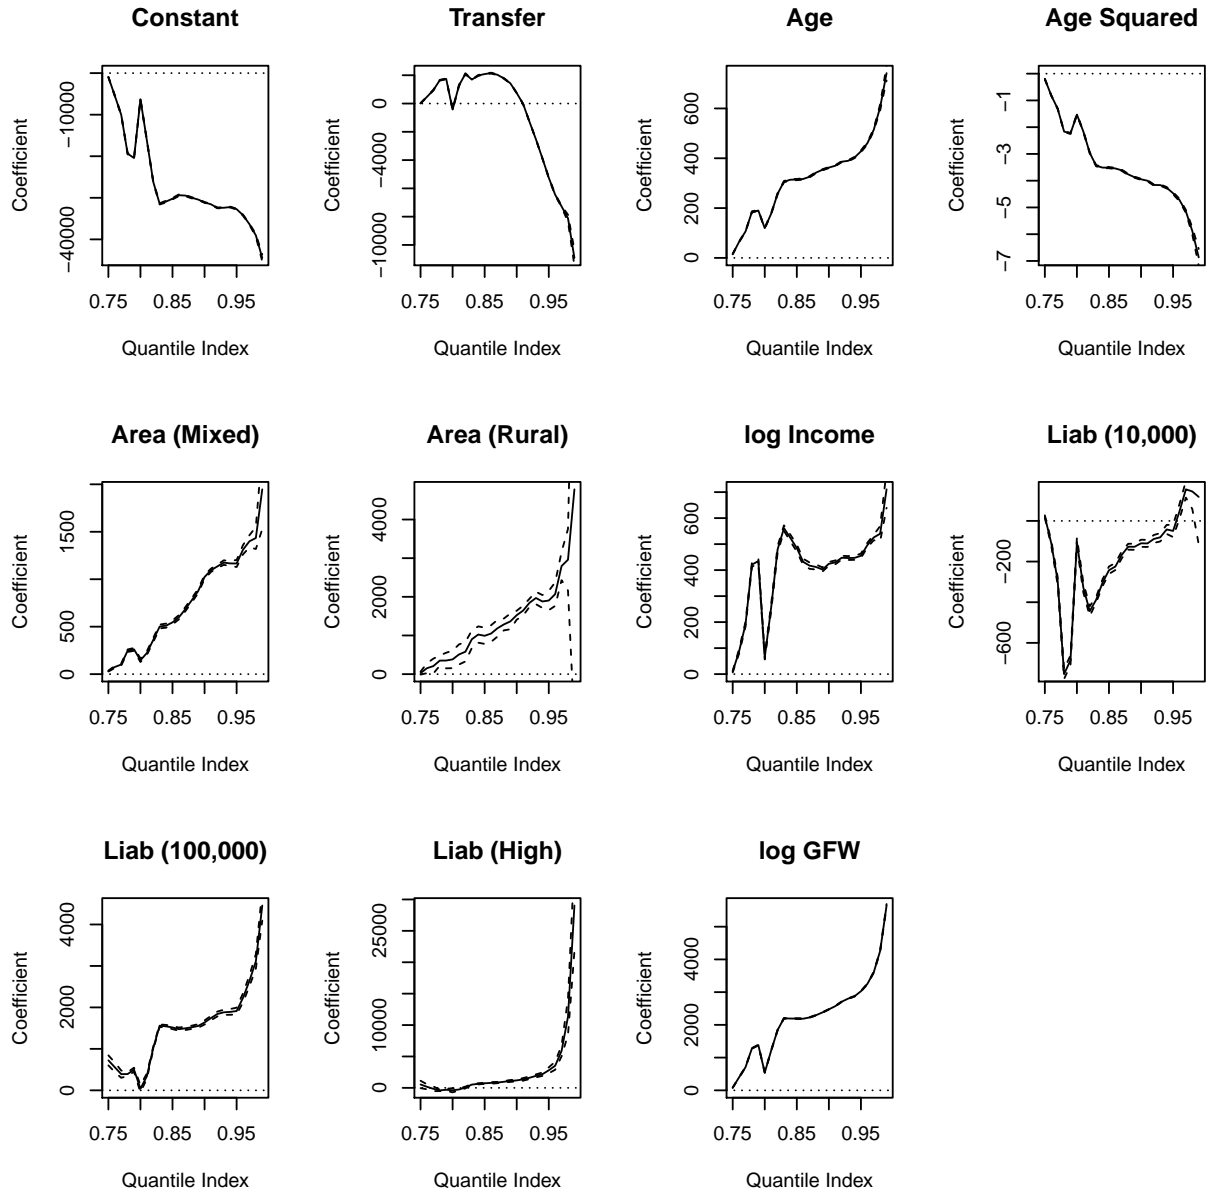 Constant
Coefficient
−40000 −10000
0.75 0.85 0.95
Quantile Index
Transfer
Coefficient
−10000 −4000 0
0.75 0.85 0.95
Quantile Index
Age
Coefficient
0 200 400 600
0.75 0.85 0.95
Quantile Index
Age Squared
Coefficient
−7 −5 −3 −1
0.75 0.85 0.95
Quantile Index
Area (Mixed)
Coefficient
0 500 1500
0.75 0.85 0.95
Quantile Index
Area (Rural)
Coefficient
0 2000 4000
0.75 0.85 0.95
Quantile Index
log Income
Coefficient
0 200 400 600
0.75 0.85 0.95
Quantile Index
Liab (10,000)
Coefficient
−600 −200
0.75 0.85 0.95
Quantile Index
Liab (100,000)
Coefficient
0 2000 4000
0.75 0.85 0.95
Quantile Index
Liab (High)
Coefficient
0 10000 25000
0.75 0.85 0.95
Quantile Index
log GFW
Coefficient
0 2000 4000
0.75 0.85 0.95
Quantile Index